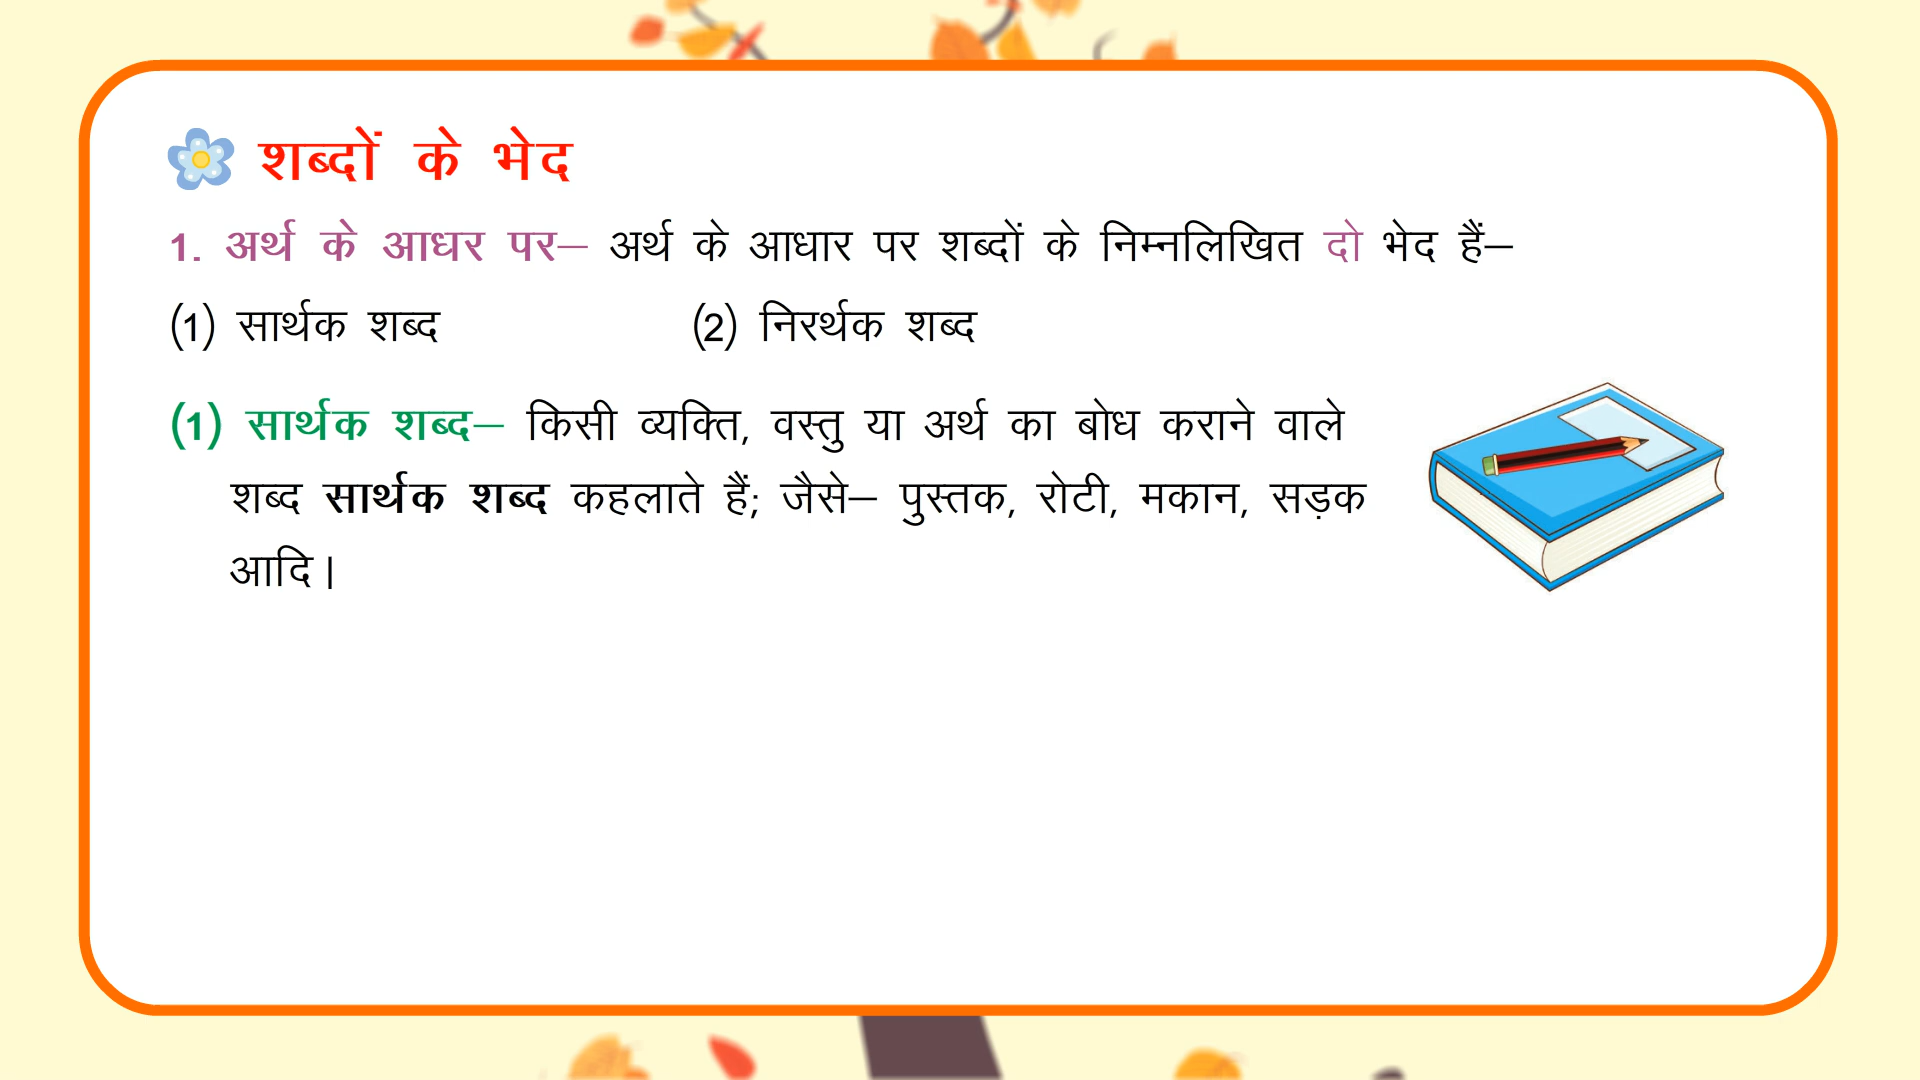 शब्दों के भेद
1. अर्थ के आधर पर– अर्थ के आधार पर शब्दों के निम्नलिखित दो भेद हैं–
(1) सार्थक शब्द (2) निरर्थक शब्द
(1) सार्थक शब्द– किसी व्यक्ति, वस्तु या अर्थ का बोध कराने वाले
शब्द सार्थक शब्द कहलाते हैं; जैसे– पुस्तक, रोटी, मकान, सड़क
आदि।